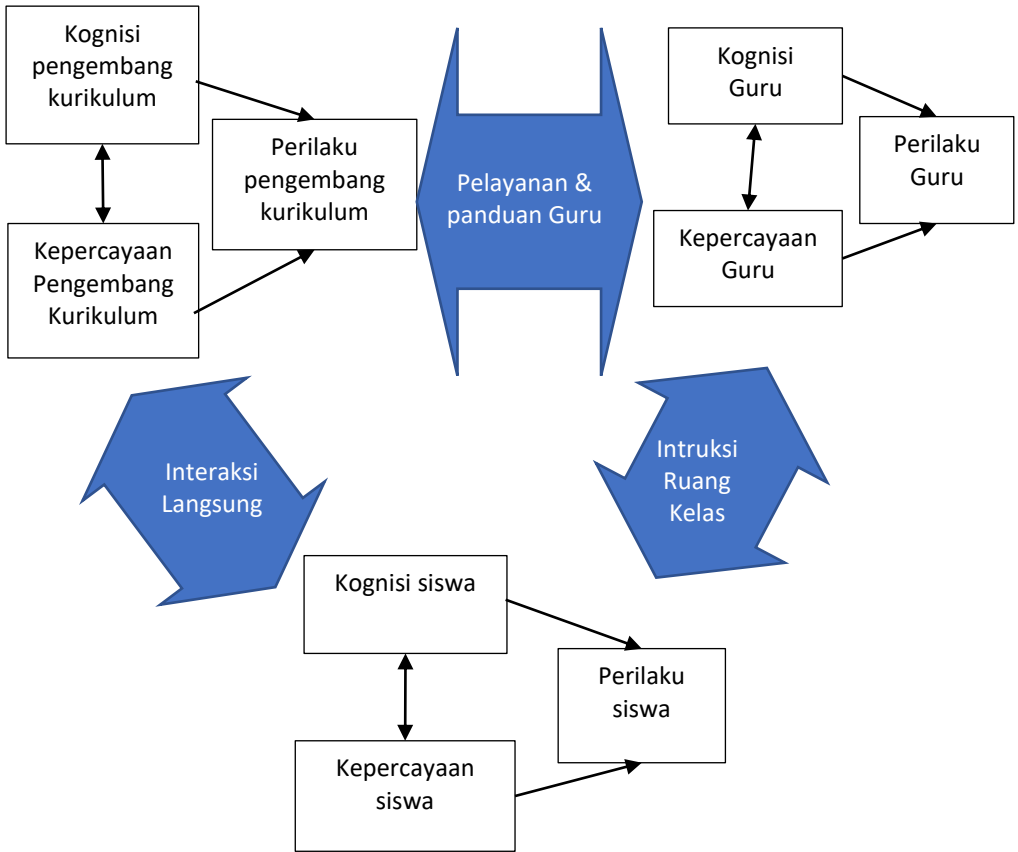 Kognisi
pengembang
kurikulum
Perilaku
pengembang
kurikulum
Kepercayaan
Pengembang
Kurikulum
Pelayanan &
panduan Guru
Kognisi
Guru
Perilaku
Guru
Kepercayaan
Guru
Interaksi
Langsung
Intruksi
Ruang
Kelas
Kognisi siswa
Perilaku
siswa
Kepercayaan
siswa